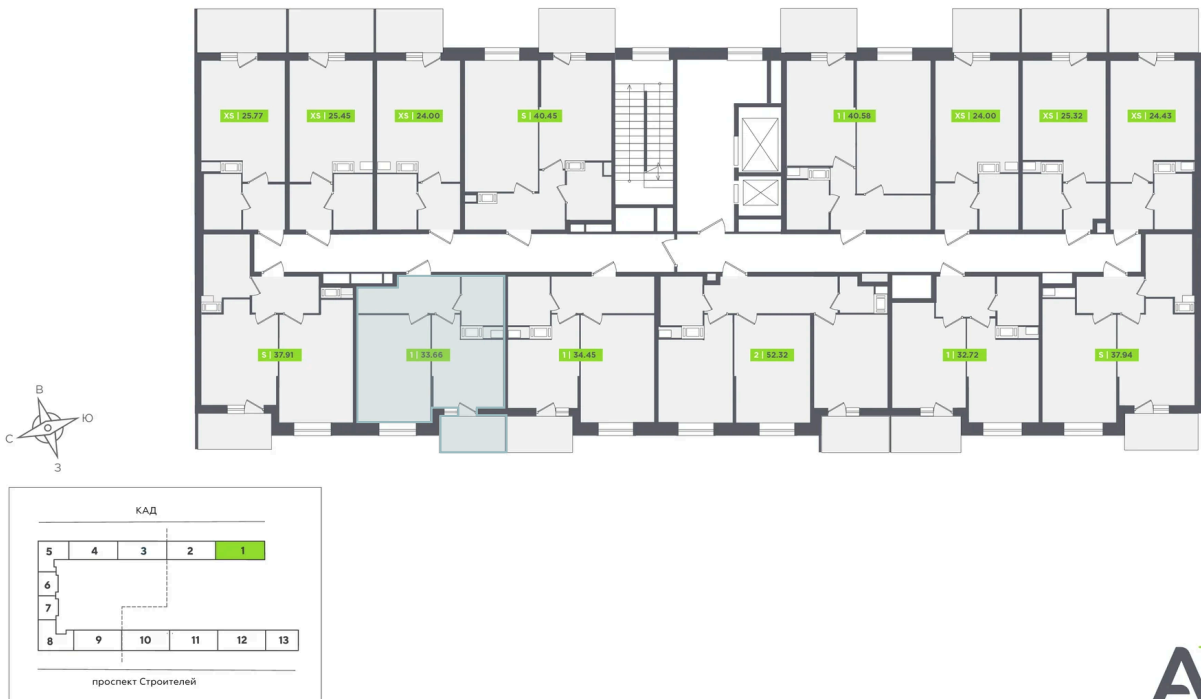 XS | 25.77
XS | 25.45
XS | 24.00
S | 40.45
1 | 40.58
XS | 24.00
XS | 25.32
XS | 24.43
S | 37.91
1 | 33.66
1 | 34.45
2 | 52.32
1 | 32.72
S | 37.94
В
Ю
С
З
КАД
5 4 3 2 1
6
7
8 9 10 11 12 13
проспект Строителей